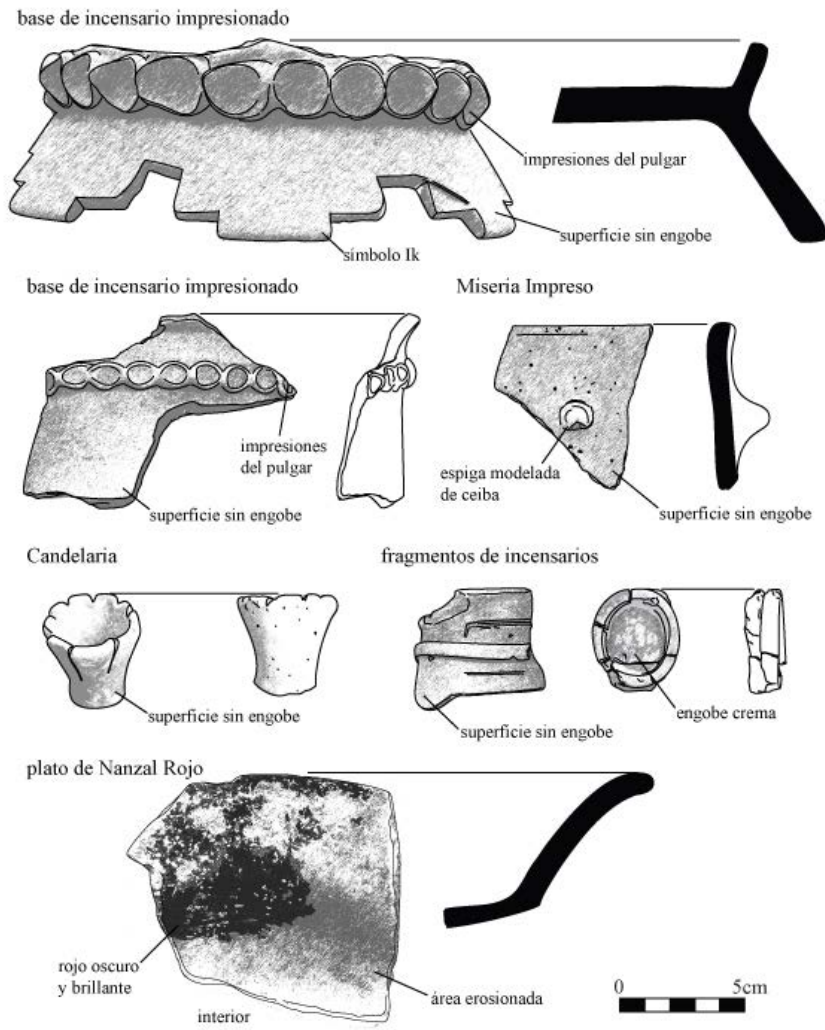 base de incensario impresionado
impresiones del pulgar
superficie sin engobe
símbolo Ik
base de incensario impresionado
impresiones
del pulgar
superficie sin engobe
Miseria Impreso
espiga modelada
de ceiba
superficie sin engobe
Candelaria
superficie sin engobe
fragmentos de incensarios
superfície sin engobe
engobe crema
plato de Nanzal Rojo
rojo oscuro
y brillante
interior
área erosionada
0 5cm